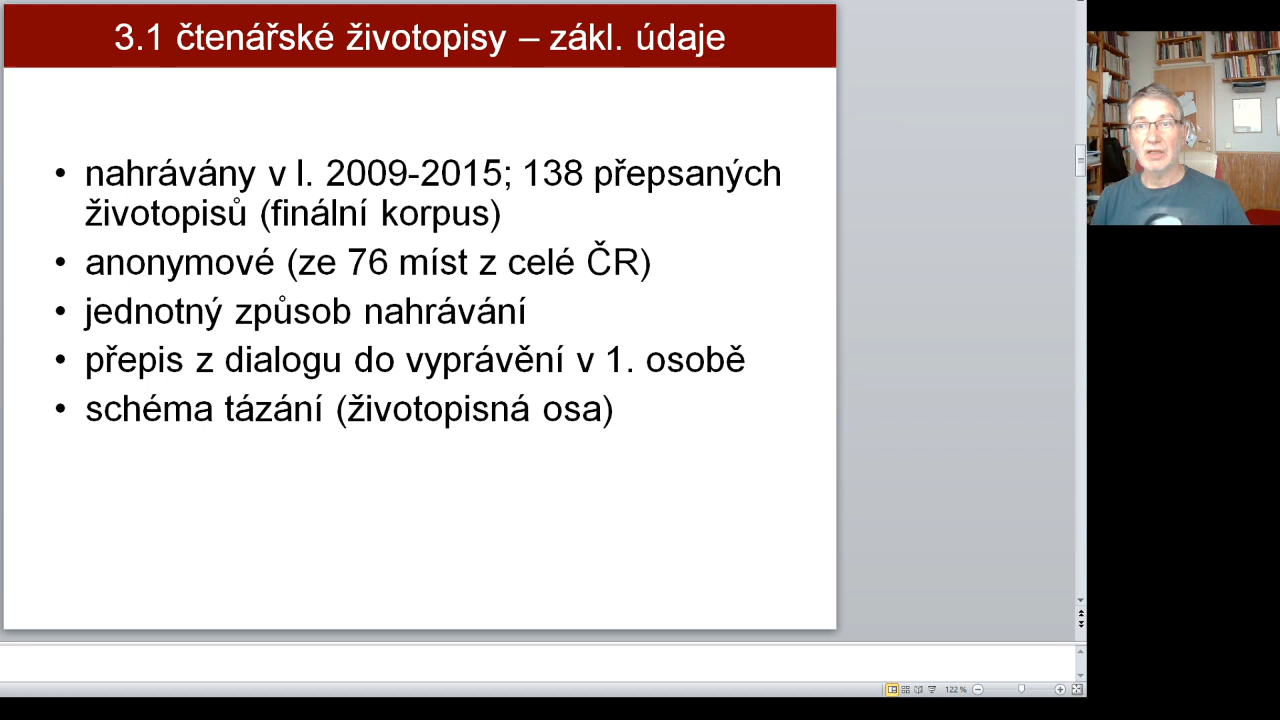 3.1 čtenářské životopisy – zákl. údaje
• nahrávány v l. 2009-2015; 138 přepsaných
životopisů (finální korpus)
• anonymové (ze 76 míst z celé ČR)
• jednotný způsob nahrávání
• přepis z dialogu do vyprávění v 1. osobě
• schéma tázání (životopisná osa)
122 %